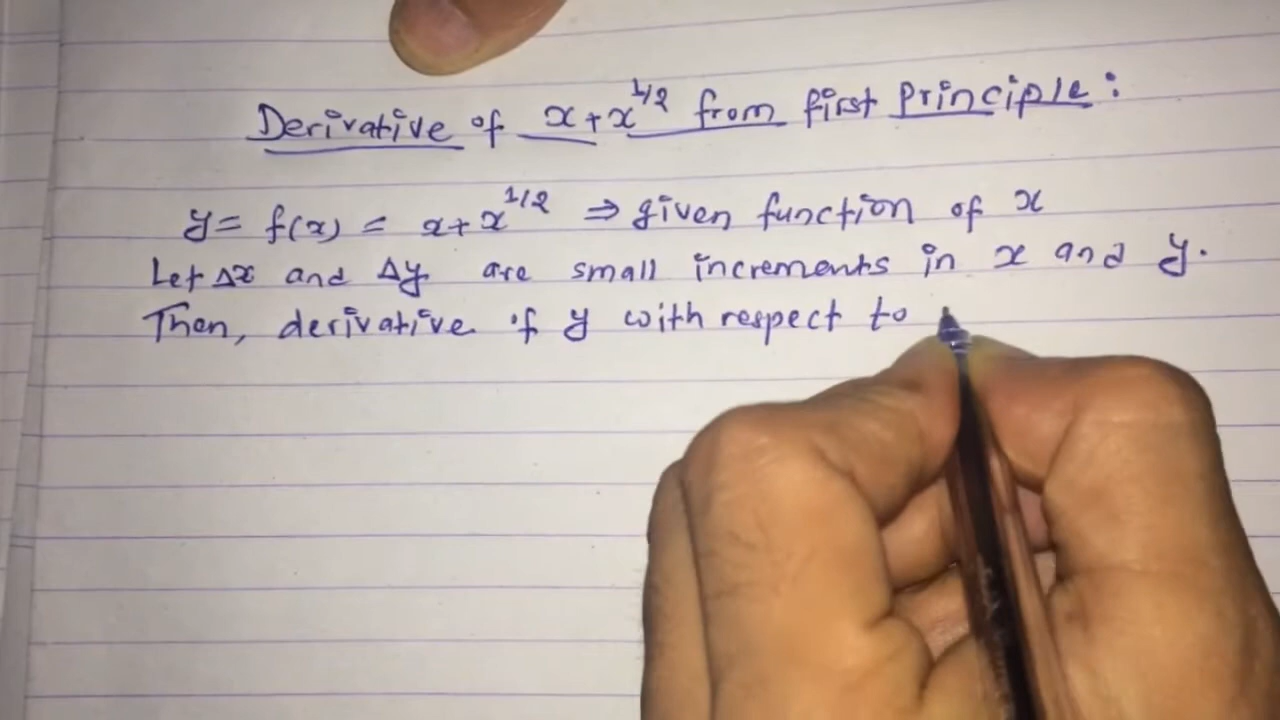 Derivative of x+x^1/2 from first principle:
y= f(x) = x+x^1/2 ⇒ given function of x
Let Δx and Δy are small increments in x and y.
Then, derivative of y with respect to